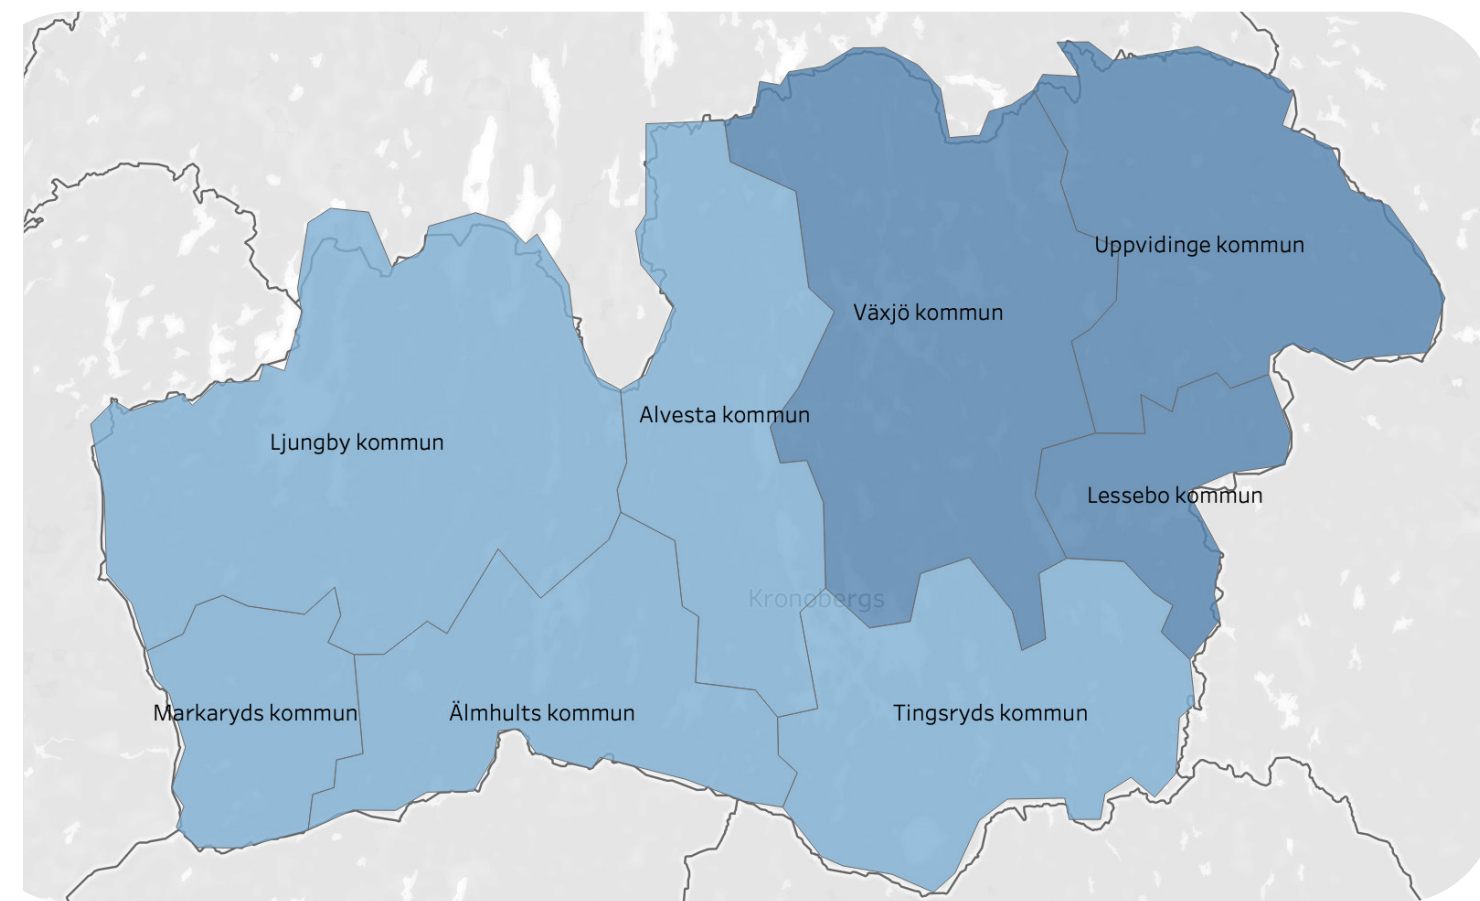 Uppvidinge kommun
Växjö kommun
Alvesta kommun
Ljungby kommun
Lessebo kommun
Kronobergs
Markaryds kommun
Älmhults kommun
Tingsryds kommun